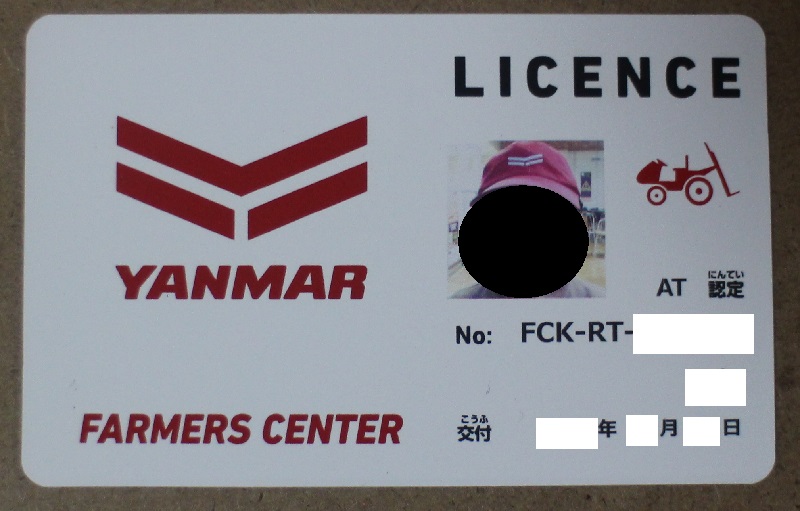 LICENCE
YANMAR
AT 認定
にんてい
No: FCK-RT-
FARMERS CENTER
こうふ
交付 年 月 日